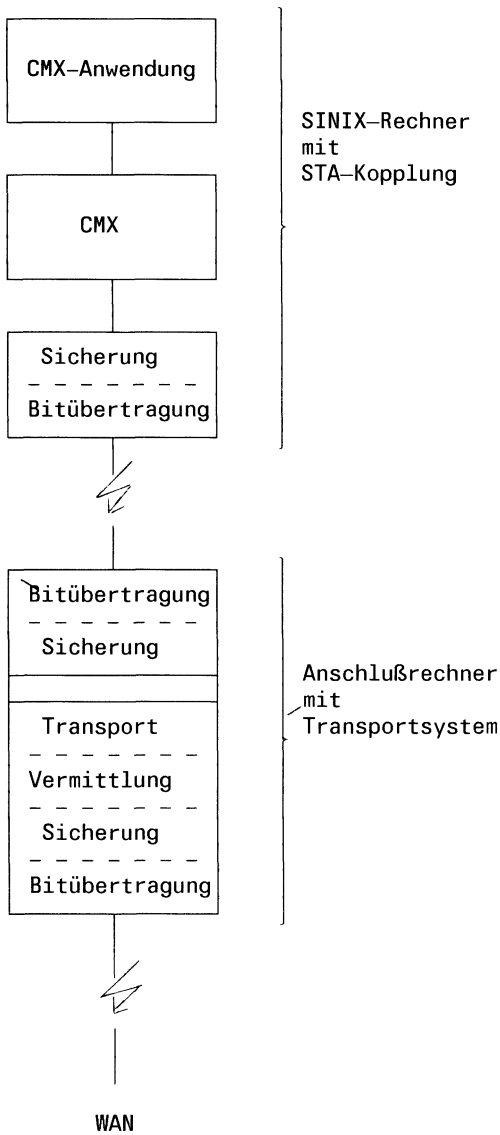 CMX–Anwendung
SINIX–Rechner
mit
STA–Kopplung
CMX
Sicherung
Bitübertragung
Bitübertragung
Sicherung
Anschlußrechner
mit
Transportsystem
Transport
Vermittlung
Sicherung
Bitübertragung
WAN